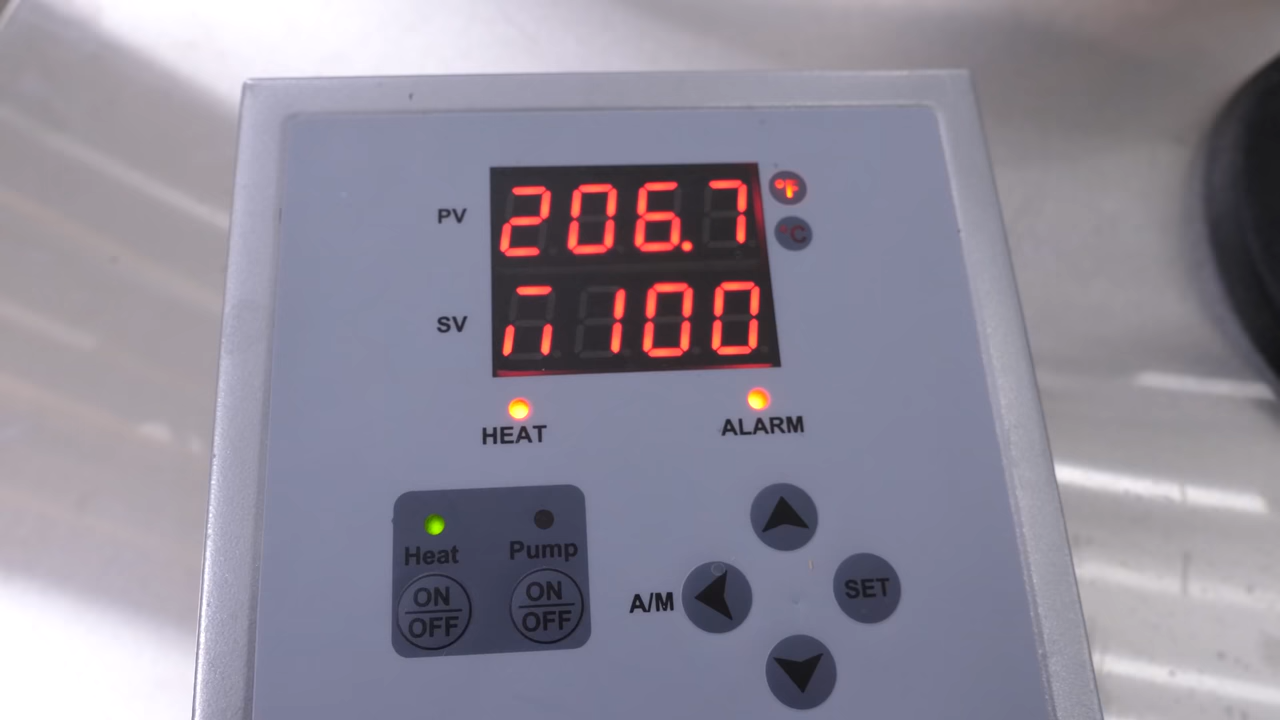 PV 206.7 °F
°C
SV 100
HEAT ALARM
Heat Pump
ON OFF ON OFF
A/M SET